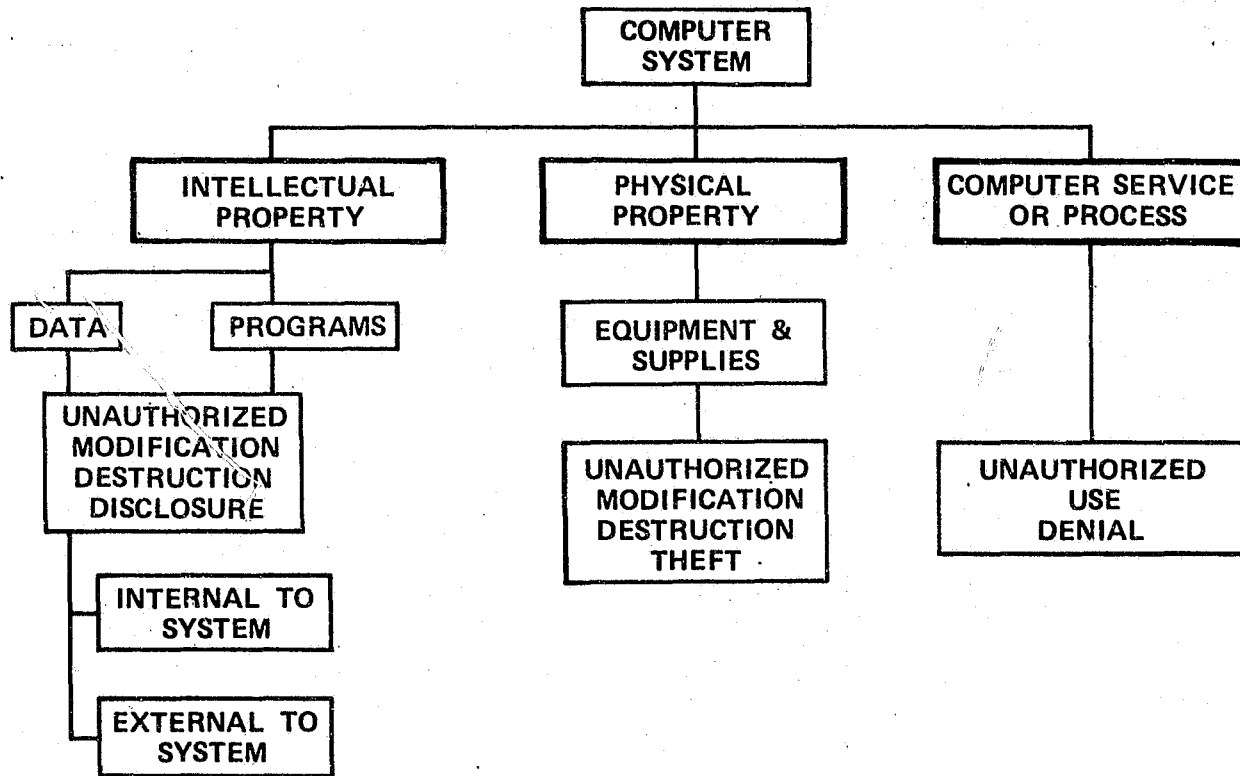 COMPUTER
SYSTEM
INTELLECTUAL
PROPERTY
PHYSICAL
PROPERTY
COMPUTER SERVICE
OR PROCESS
DATA
PROGRAMS
EQUIPMENT &
SUPPLIES
UNAUTHORIZED
MODIFICATION
DESTRUCTION
DISCLOSURE
UNAUTHORIZED
MODIFICATION
DESTRUCTION
THEFT
UNAUTHORIZED
USE
DENIAL
INTERNAL TO
SYSTEM
EXTERNAL TO
SYSTEM